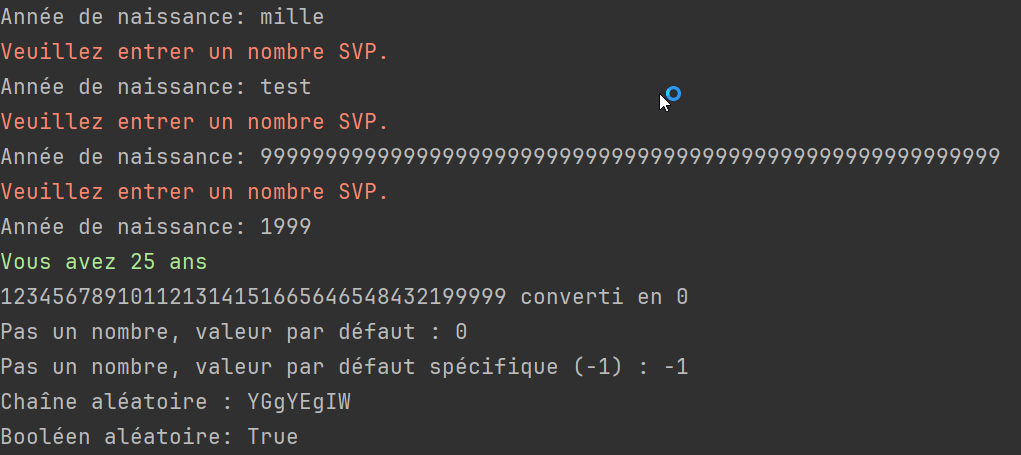 Année de naissance: mille
Veuillez entrer un nombre SVP.
Année de naissance: test
Veuillez entrer un nombre SVP.
Année de naissance: 999999999999999999999999999999999999999999999999999999999
Veuillez entrer un nombre SVP.
Année de naissance: 1999
Vous avez 25 ans
123456789101121314151665646548432199999 converti en 0
Pas un nombre, valeur par défaut : 0
Pas un nombre, valeur par défaut spécifique (-1) : -1
Chaîne aléatoire : YGgYEgIW
Booléen aléatoire: True